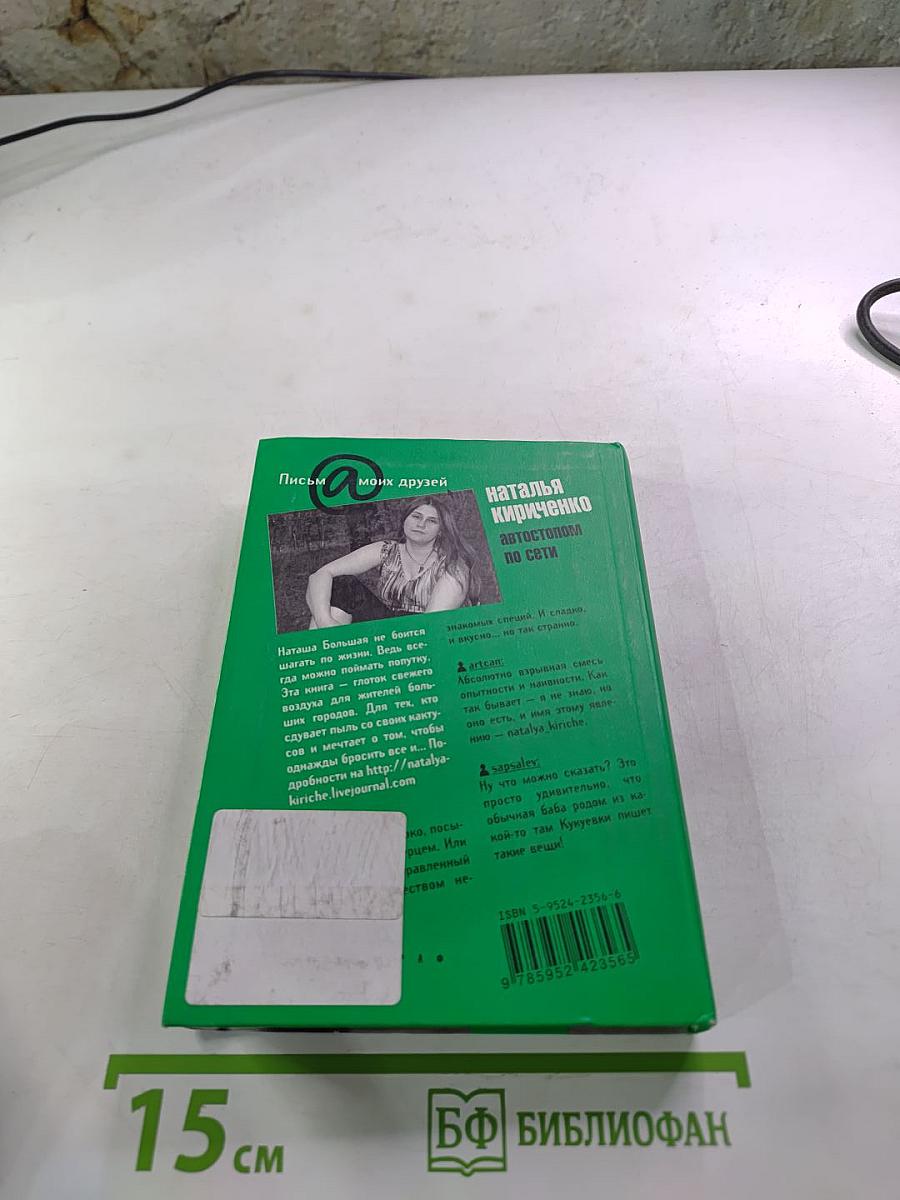 Письм@моих друзей
наталья
кириченко
автостопом
по сети
Наташа Большая не боится
шагать по жизни. Ведь все-
гда можно поймать попутку.
Эта книга — глоток свежего
воздуха для жителей боль-
ших городов. Для тех, кто
сдувает пыль со своих какту-
сов и мечтает о том, чтобы
однажды бросить все и... По-
дробности на http://natalya-
kiriche.livejournal.com
посы-
знакомых специй. И сладко,
и вкусно... но так странно.
artcan:
Абсолютно взрывная смесь
опытности и наивности. Как
так бывает — я не знаю, но
оно есть, и имя этому явле-
нию — natalya_kiriche.
sapsalev:
Ну что можно сказать? Это
просто удивительно, что
обычная баба родом из ка-
кой-то там Кукуевки пишет
такие вещи!
ISBN 5-9524-2356-6
9 785952 423565
15 см
БФ БИБЛИОФАН